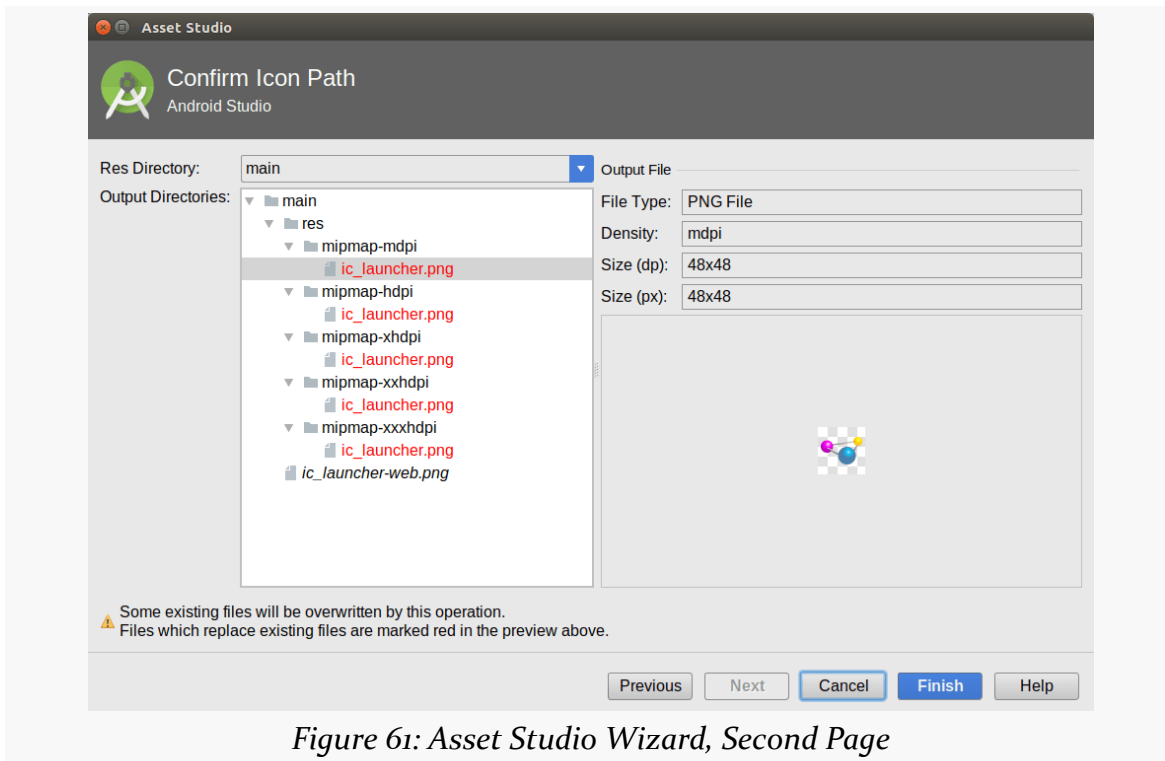 Asset Studio
Confirm Icon Path
Android Studio
Res Directory:
main
Output Directories:
main
res
mipmap-mdpi
ic_launcher.png
mipmap-hdpi
ic_launcher.png
mipmap-xhdpi
ic_launcher.png
mipmap-xxhdpi
ic_launcher.png
mipmap-xxxhdpi
ic_launcher.png
ic_launcher-web.png
Output File
File Type: PNG File
Density: mdpi
Size (dp): 48x48
Size (px): 48x48
Some existing files will be overwritten by this operation.
Files which replace existing files are marked red in the preview above.
Previous
Next
Cancel
Finish
Help
Figure 61: Asset Studio Wizard, Second Page